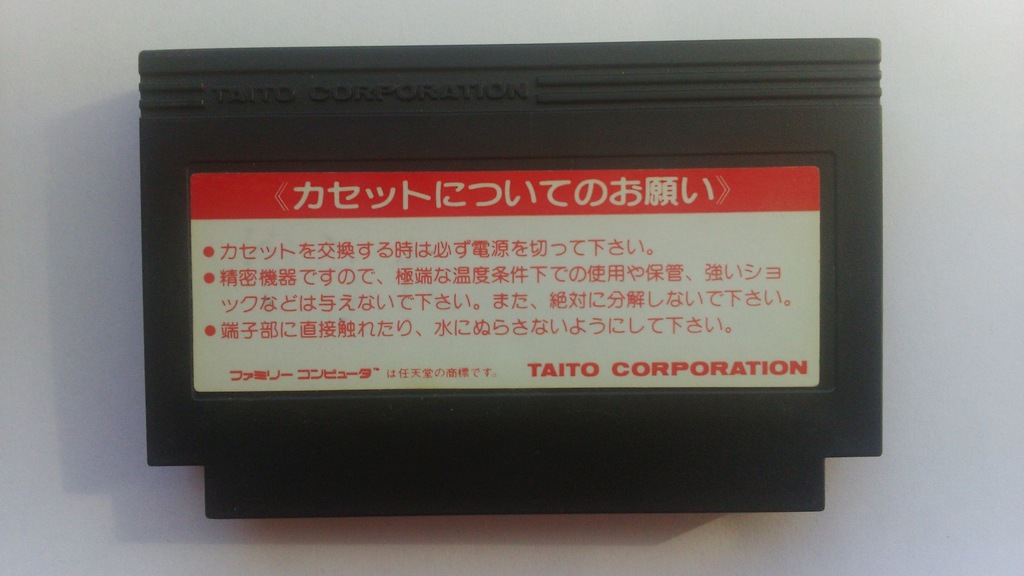 TAITO CORPORATION
《カセットについてのお願い》
●カセットを交換する時は必ず電源を切って下さい。
●精密機器ですので、極端な温度条件下での使用や保管、強いショ
ックなどは与えないで下さい。また、絶対に分解しないで下さい。
●端子部に直接触れたり、水にぬらさないようにして下さい。
ファミリーコンピュータ™は任天堂の商標です。 TAITO CORPORATION